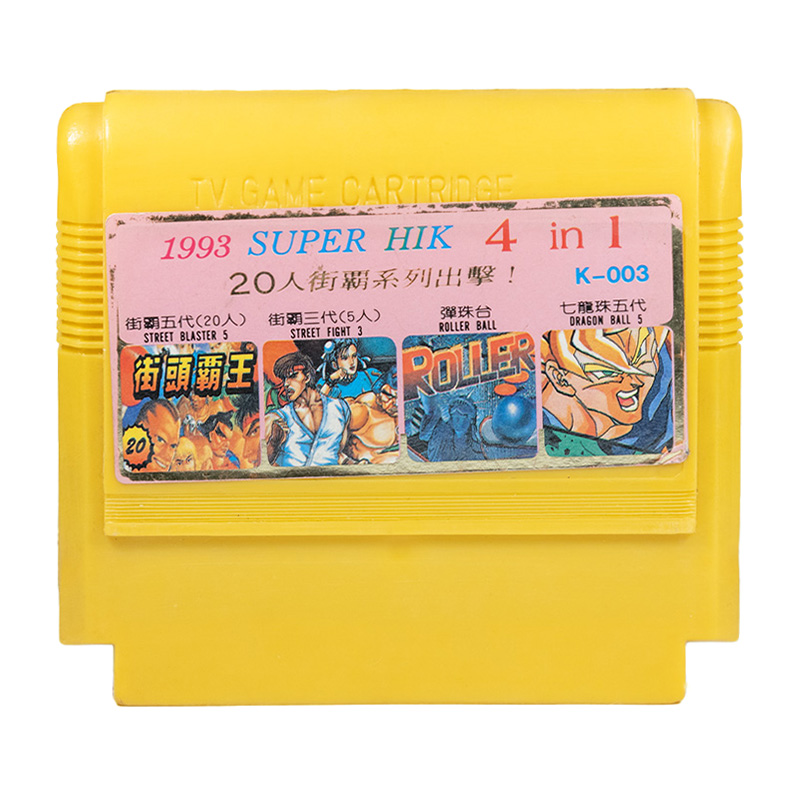 TV GAME CARTRIDGE
1993 SUPER HIK 4 in 1
20人街霸系列出擊！
K-003
街霸五代(20人)
STREET BLASTER 5
街霸三代(5人)
STREET FIGHT 3
彈珠台
ROLLER BALL
七龍珠五代
DRAGON BALL 5
街頭霸王
20
ROLLER